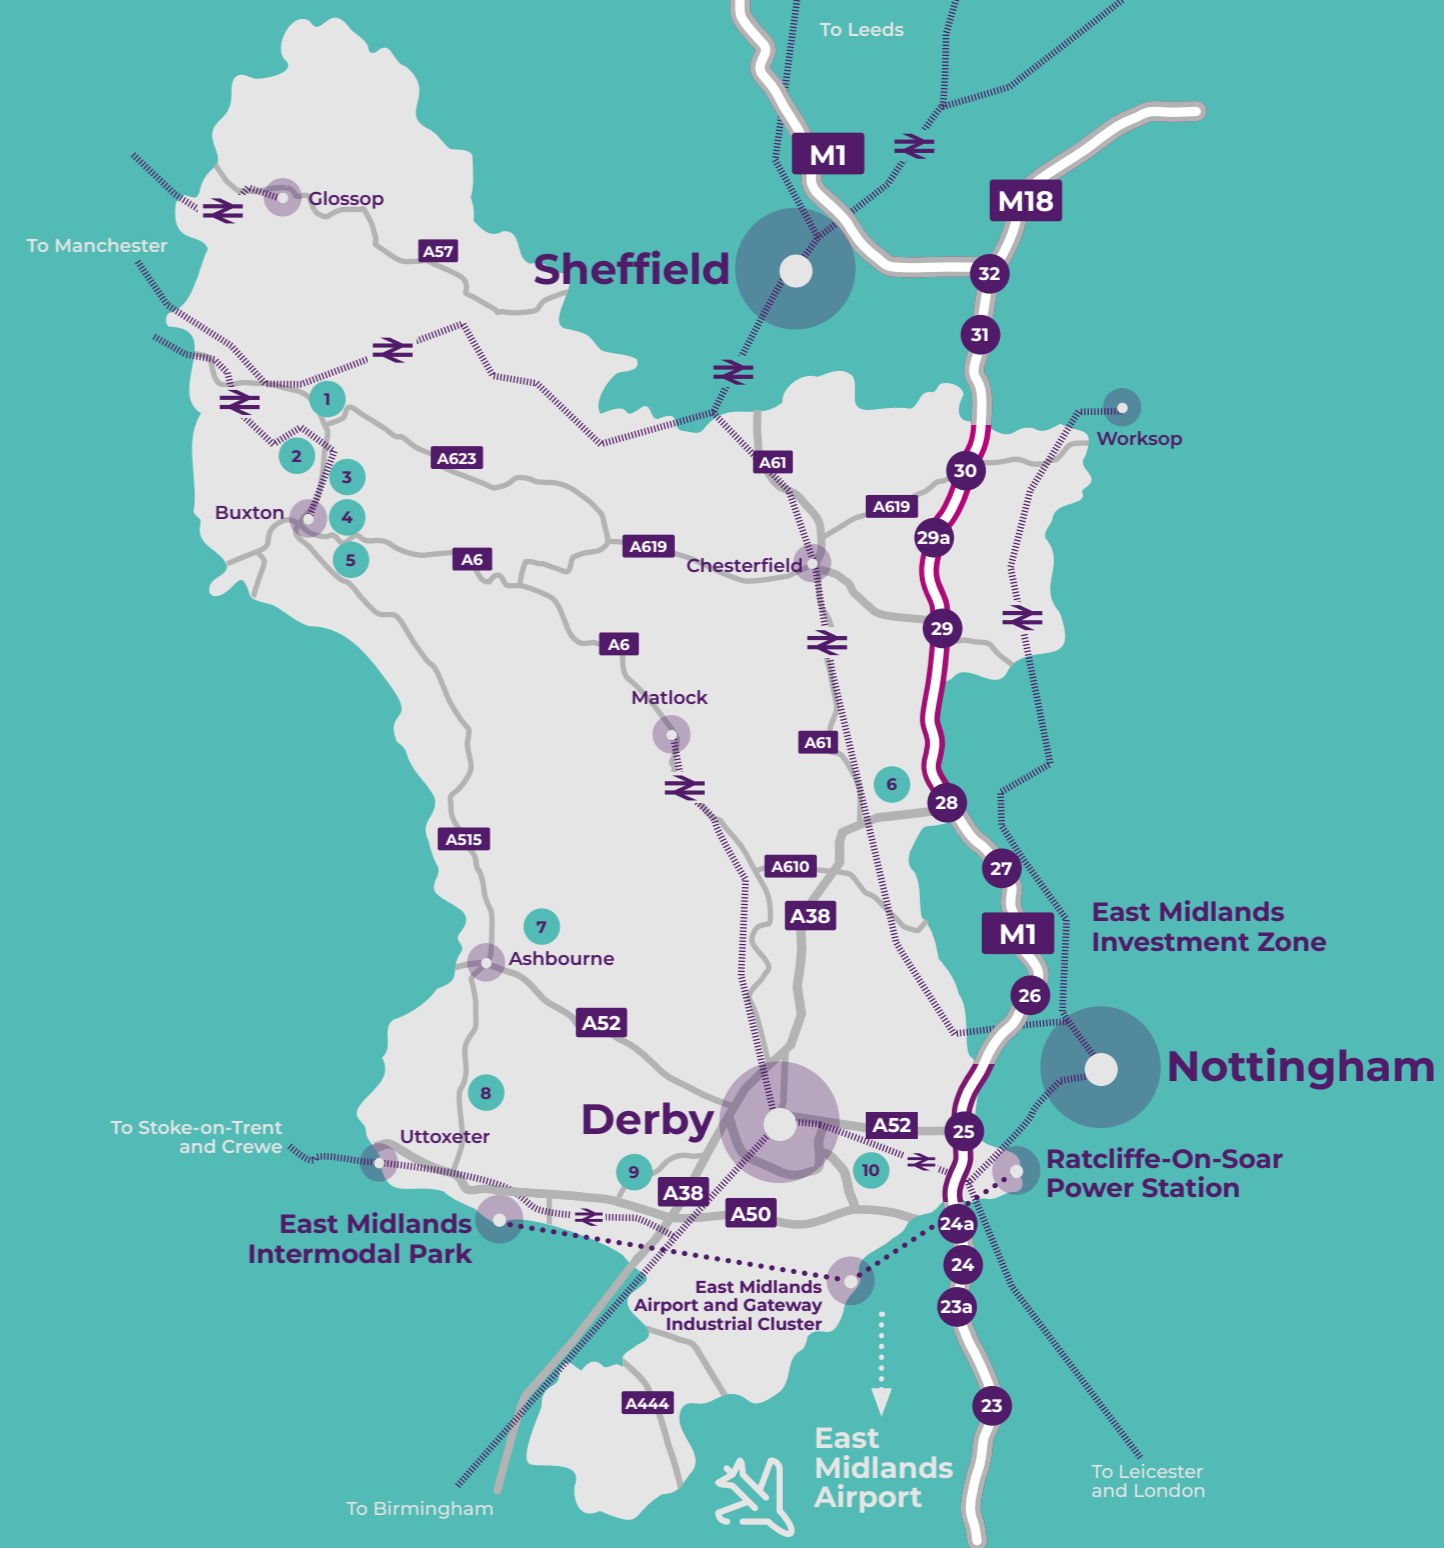 To Leeds
M1
M18
Glossop
To Manchester
A57
Sheffield
32
31
1
Worksop
2
A623
A61
30
3
A619
Buxton
4
29a
5
A6
A619
Chesterfield
29
A6
Matlock
A61
6
28
A515
A610
27
A38
East Midlands
Investment Zone
M1
7
Ashbourne
26
A52
Nottingham
8
Derby
A52
25
To Stoke-on-Trent
and Crewe
Uttoxeter
9
10
Ratcliffe-On-Soar
Power Station
A38
A50
East Midlands
Intermodal Park
24a
24
East Midlands
Airport and Gateway
Industrial Cluster
23a
A444
23
East
Midlands
Airport
To Leicester
and London
To Birmingham